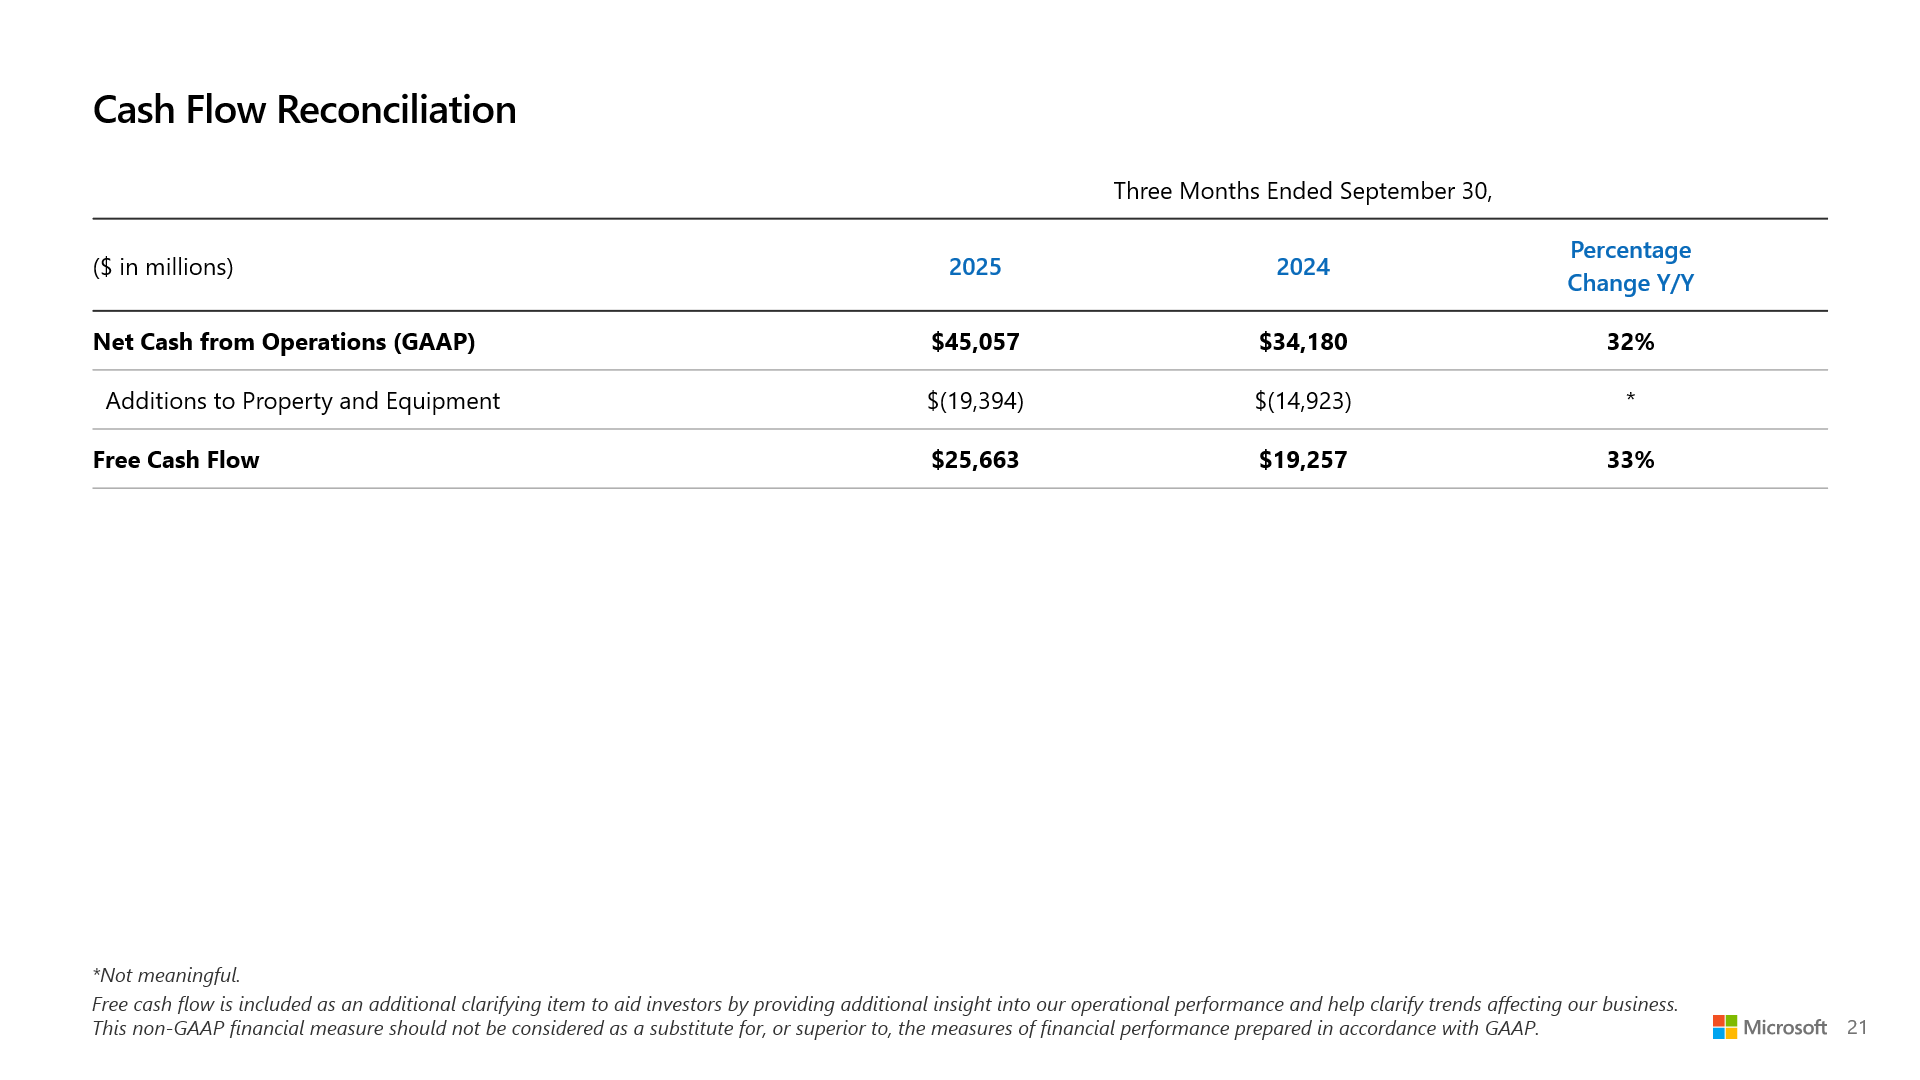 Cash Flow Reconciliation
Three Months Ended September 30,
($ in millions) 2025 2024 Percentage Change Y/Y
Net Cash from Operations (GAAP) $45,057 $34,180 32%
Additions to Property and Equipment $(19,394) $(14,923) *
Free Cash Flow $25,663 $19,257 33%
*Not meaningful.
Free cash flow is included as an additional clarifying item to aid investors by providing additional insight into our operational performance and help clarify trends affecting our business.
This non-GAAP financial measure should not be considered as a substitute for, or superior to, the measures of financial performance prepared in accordance with GAAP.
Microsoft 21